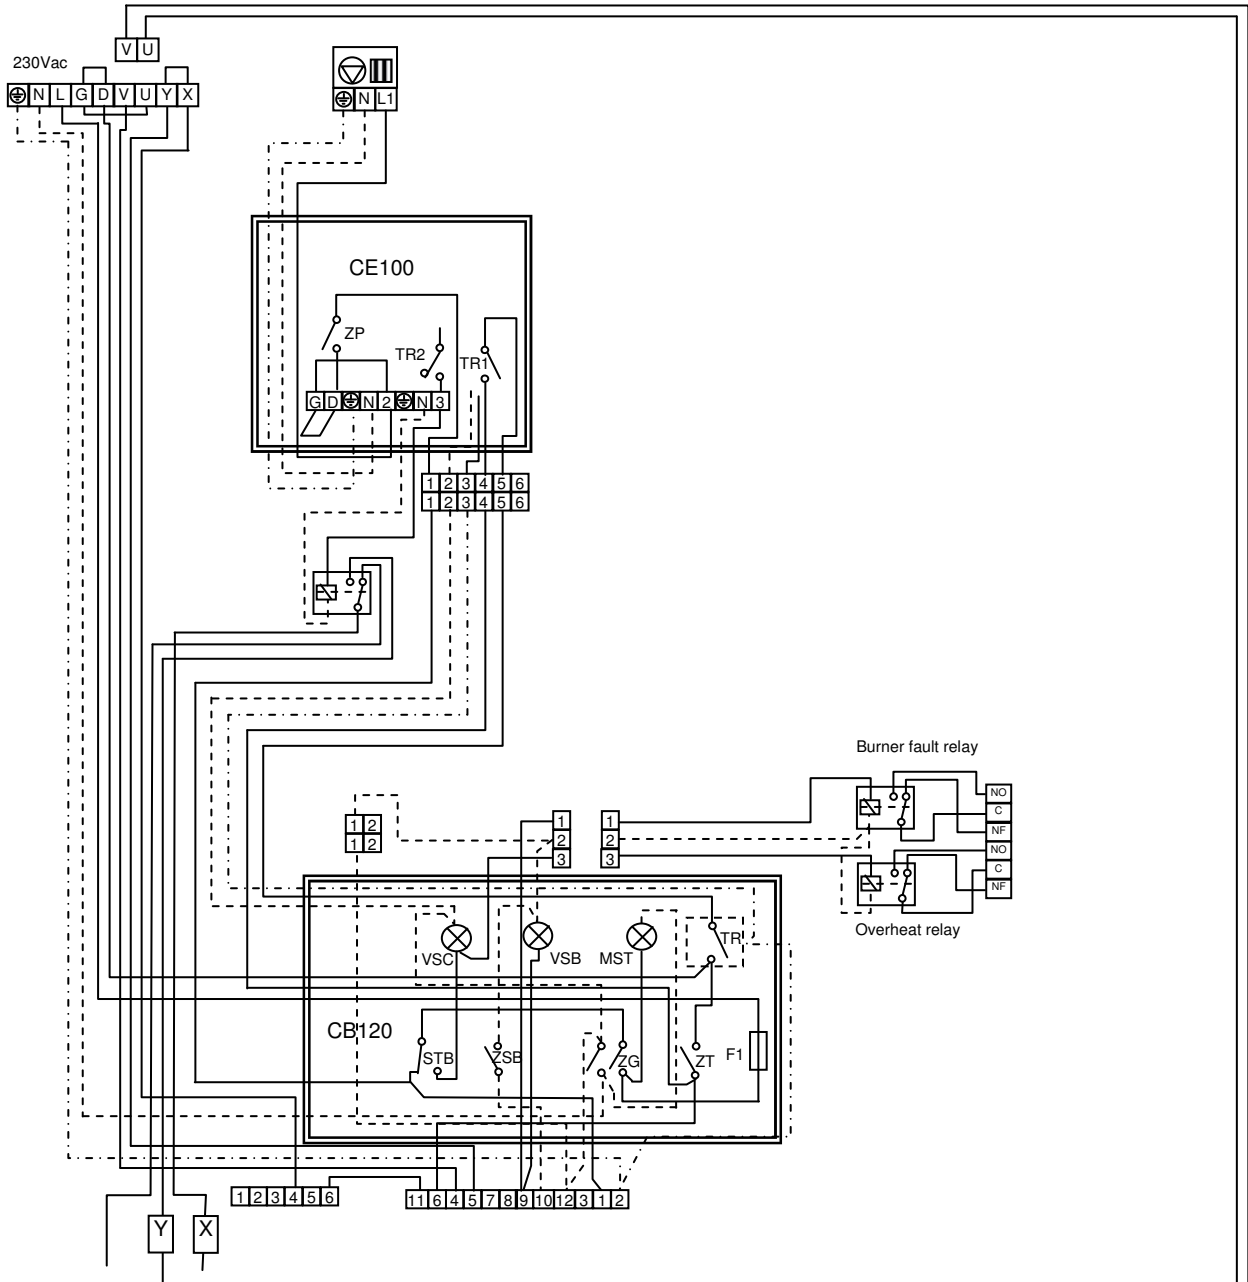 V U
230Vac
N L G D V U Y X
N L1
CE100
ZP
TR2
TR1
G D N 2 N 3
1 2 3 4 5 6
1 2 3 4 5 6
Burner fault relay
NO
C
NF
NO
C
NF
Overheat relay
1 2
1 2
1
2
3
1
2
3
VSC
VSB
MST
TR
CB120
STB
ZSB
ZG
ZT
F1
1 2 3 4 5 6
11 6 4 5 7 8 9 10 12 3 1 2
Y
X